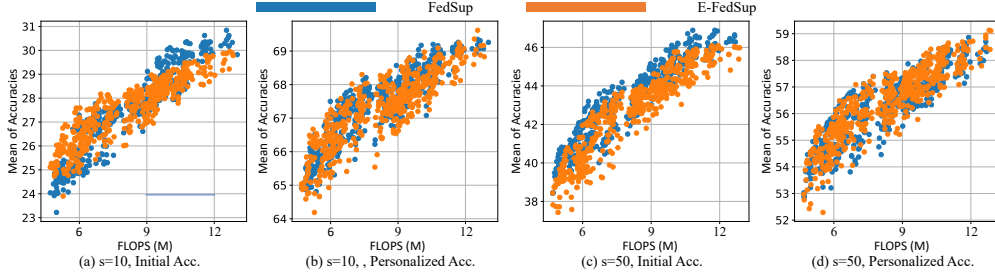 FedSup E-FedSup
Mean of Accuracies
31
30
29
28
27
26
25
24
23
6 9 12
FLOPS (M)
(a) s=10, Initial Acc.
Mean of Accuracies
69
68
67
66
65
64
6 9 12
FLOPS (M)
(b) s=10, , Personalized Acc.
Mean of Accuracies
46
44
42
40
38
6 9 12
FLOPS (M)
(c) s=50, Initial Acc.
Mean of Accuracies
59
58
57
56
55
54
53
52
6 9 12
FLOPS (M)
(d) s=50, Personalized Acc.